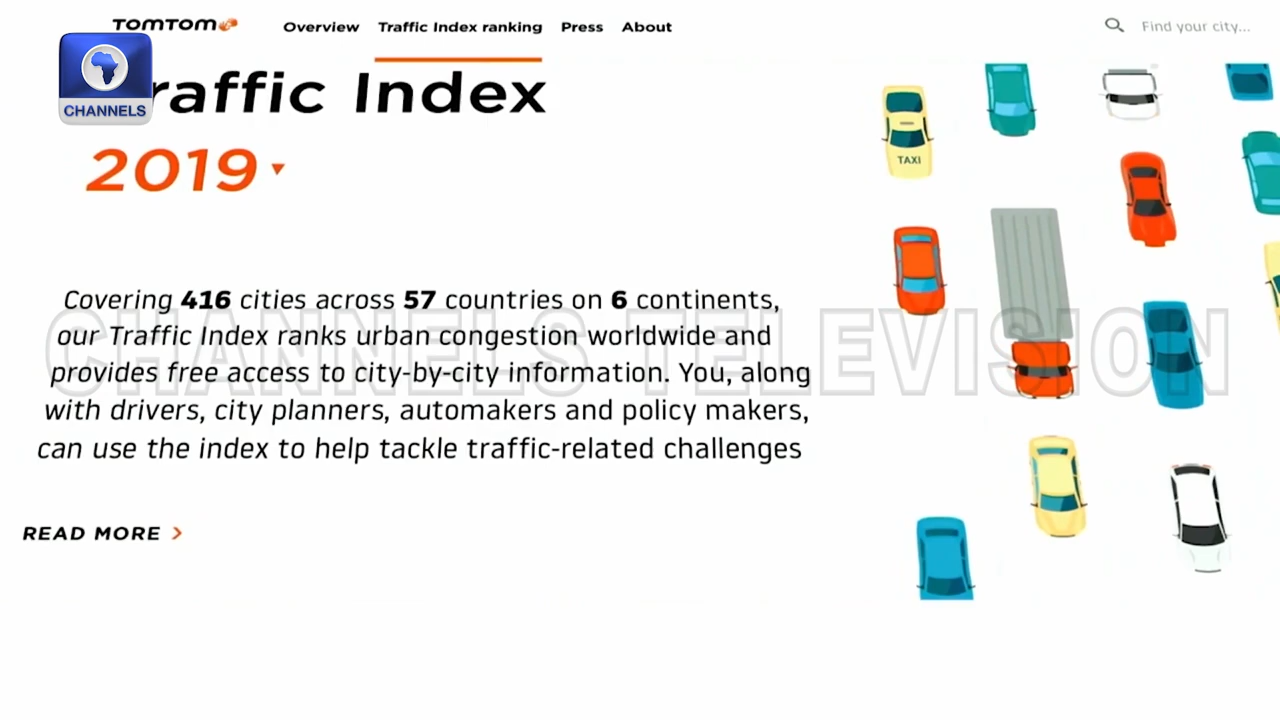 TOMTOM
Overview Traffic Index ranking Press About
Find your city...
CHANNELS
raffic Index
2019
Covering 416 cities across 57 countries on 6 continents,
our Traffic Index ranks urban congestion worldwide and
CHANNELS TELEVISION
provides free access to city-by-city information. You, along
with drivers, city planners, automakers and policy makers,
can use the index to help tackle traffic-related challenges
READ MORE >
TAXI